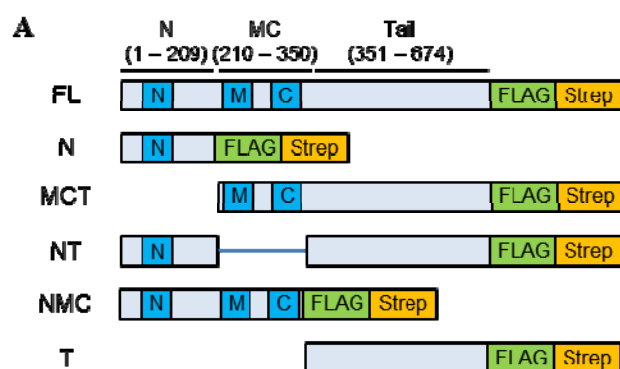 A
N MC Tail
(1 – 209) (210 – 350) (351 – 674)
FL N M C FLAG Strep
N N FLAG Strep
MCT M C FLAG Strep
NT N FLAG Strep
NMC N M C FLAG Strep
T FLAG Strep